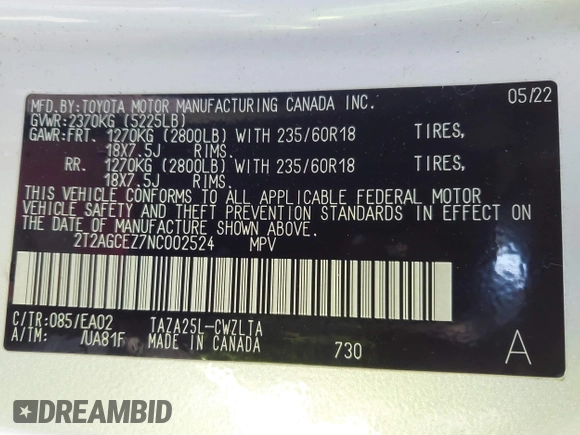 MFD.BY:TOYOTA MOTOR MANUFACTURING CANADA INC. 05/22
GVWR:2370KG (5225LB)
GAWR:FRT. 1270KG (2800LB) WITH 235/60R18 TIRES,
18X7.5J RIMS.
RR. 1270KG (2800LB) WITH 235/60R18 TIRES,
18X7.5J RIMS.
THIS VEHICLE CONFORMS TO ALL APPLICABLE FEDERAL MOTOR
VEHICLE SAFETY AND THEFT PREVENTION STANDARDS IN EFFECT ON
THE DATE OF MANUFACTURE SHOWN ABOVE.
2T2AGCEZ7NC002524 MPV
C/TR:085/EA02 TAZA25L-CWZLTA
A/TM: /UA81F MADE IN CANADA 730 A
DREAMBID